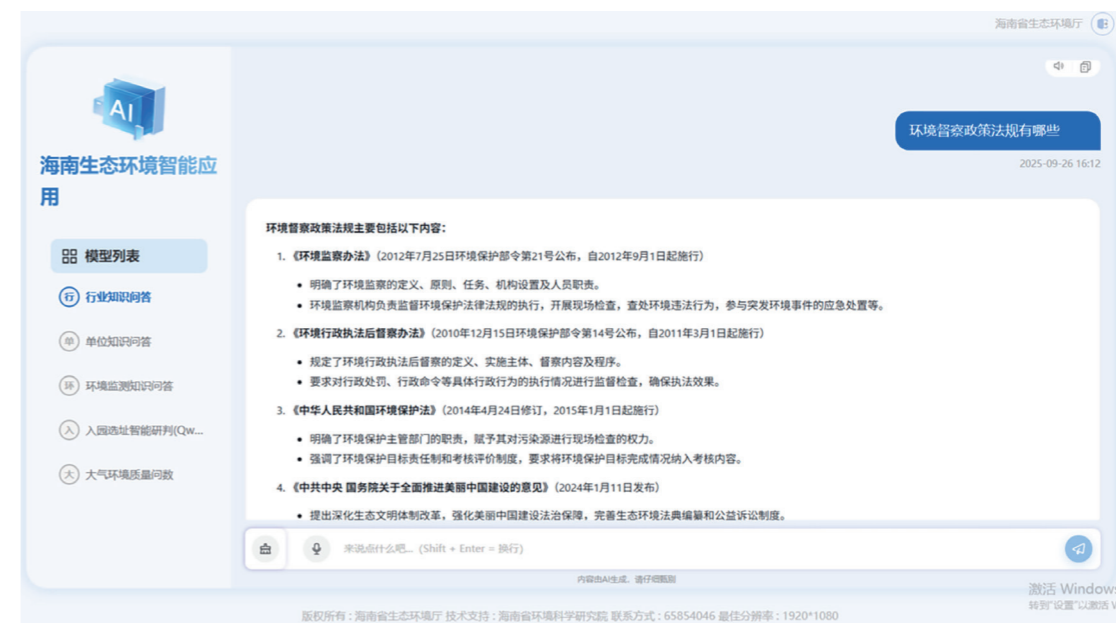 海南省生态环境厅
AI
海南生态环境智能应
用
模型列表
行 行业知识问答
单 单位知识问答
环 环境监测知识问答
入 入园选址智能研判(Qw...
大 大气环境质量问数
环境督察政策法规有哪些
2025-09-26 16:12
环境督察政策法规主要包括以下内容：
1. 《环境监察办法》（2012年7月25日环境保护部令第21号公布，自2012年9月1日起施行）
• 明确了环境监察的定义、原则、任务、机构设置及人员职责。
• 环境监察机构负责监督环境保护法律法规的执行，开展现场检查，查处环境违法行为，参与突发环境事件的应急处置等。
2. 《环境行政执法后督察办法》（2010年12月15日环境保护部令第14号公布，自2011年3月1日起施行）
• 规定了环境行政执法后督察的定义、实施主体、督察内容及程序。
• 要求对行政处罚、行政命令等具体行政行为的执行情况进行监督检查，确保执法效果。
3. 《中华人民共和国环境保护法》（2014年4月24日修订，2015年1月1日起施行）
• 明确了环境保护主管部门的职责，赋予其对污染源进行现场检查的权力。
• 强调了环境保护目标责任制和考核评价制度，要求将环境保护目标完成情况纳入考核内容。
4. 《中共中央 国务院关于全面推进美丽中国建设的意见》（2024年1月11日发布）
• 提出深化生态文明体制改革，强化美丽中国建设法治保障，完善生态环境法典编纂和公益诉讼制度。
来说点什么吧... (Shift + Enter = 换行)
内容由AI生成，请仔细甄别
激活 Windows
转到"设置"以激活 W
版权所有：海南省生态环境厅 技术支持：海南省环境科学研究院 联系方式：65854046 最佳分辨率：1920*1080